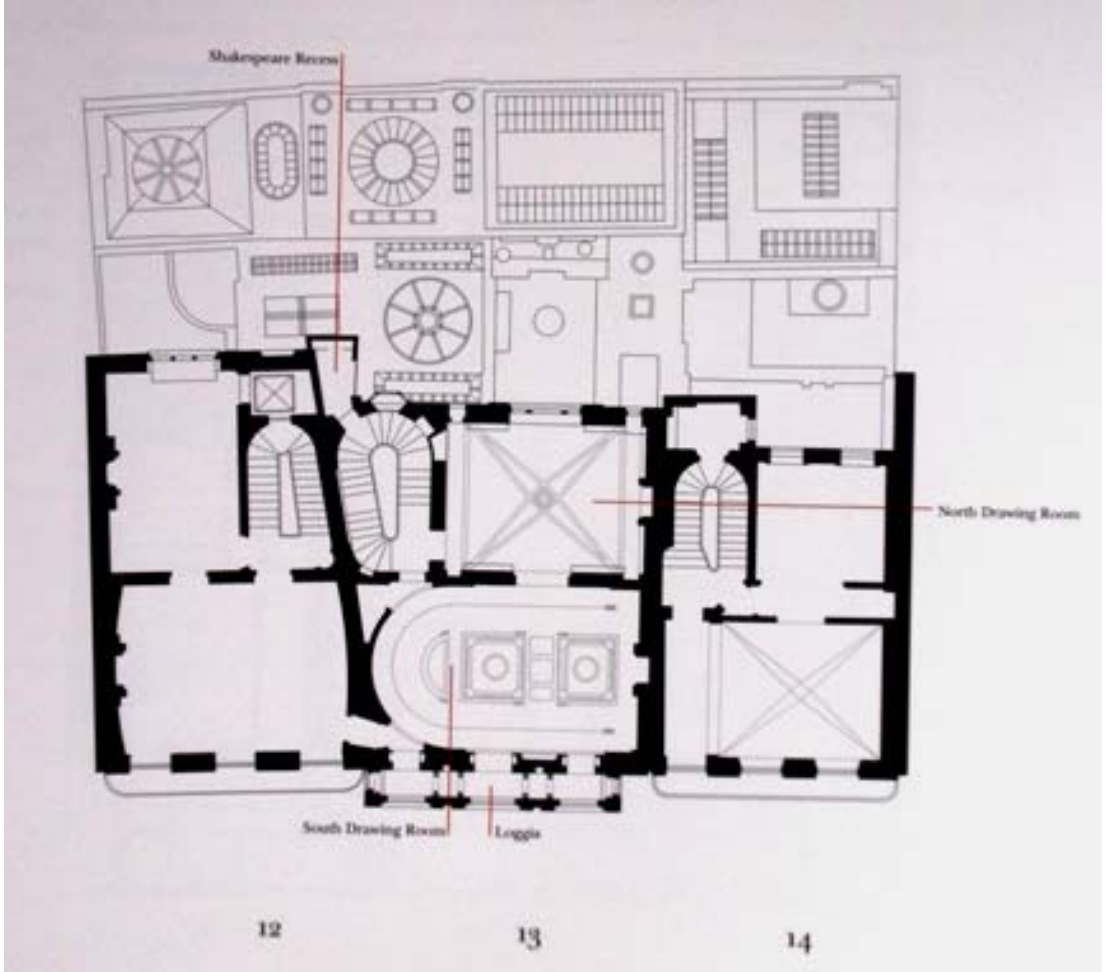 Shakespeare Recess
North Drawing Room
South Drawing Room
Loggia
12
13
14